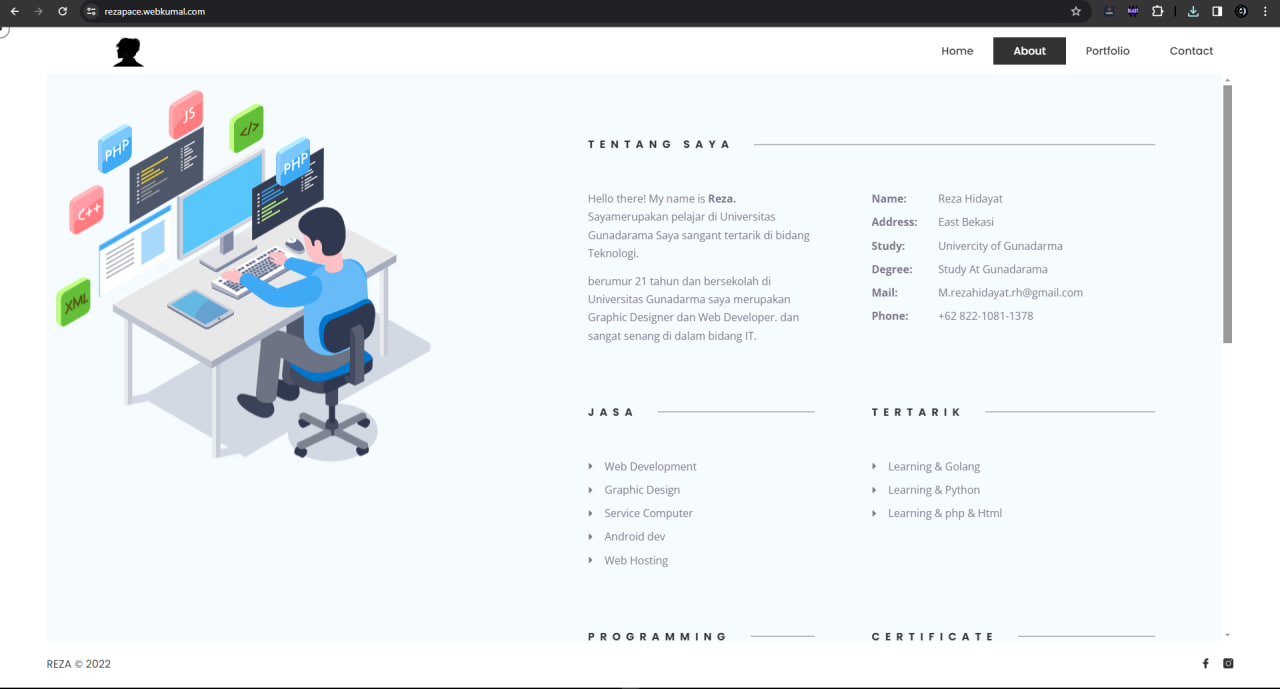 rezapace.webkumal.com
Home
About
Portfolio
Contact
JS
</>
PHP
PHP
C++
XML
TENTANG SAYA
Hello there! My name is Reza.
Sayamerupakan pelajar di Universitas
Gunadarama Saya sangant tertarik di bidang
Teknologi.
berumur 21 tahun dan bersekolah di
Universitas Gunadarma saya merupakan
Graphic Designer dan Web Developer. dan
sangat senang di dalam bidang IT.
Name: Reza Hidayat
Address: East Bekasi
Study: Univercity of Gunadarma
Degree: Study At Gunadarama
Mail: M.rezahidayat.rh@gmail.com
Phone: +62 822-1081-1378
JASA
Web Development
Graphic Design
Service Computer
Android dev
Web Hosting
TERTARIK
Learning & Golang
Learning & Python
Learning & php & Html
PROGRAMMING
CERTIFICATE
REZA © 2022